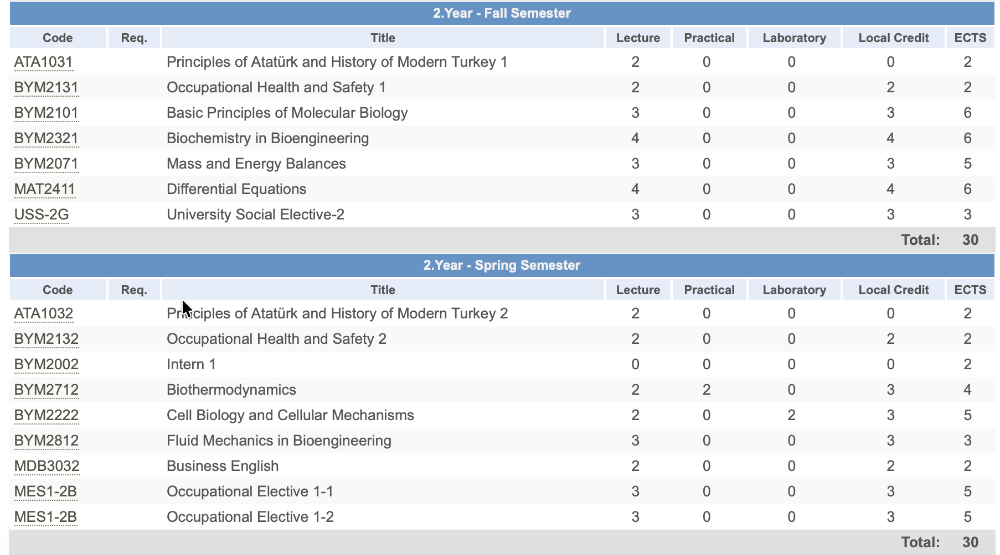 2.Year - Fall Semester
Code Req. Title Lecture Practical Laboratory Local Credit ECTS
ATA1031 Principles of Atatürk and History of Modern Turkey 1 2 0 0 0 2
BYM2131 Occupational Health and Safety 1 2 0 0 2 2
BYM2101 Basic Principles of Molecular Biology 3 0 0 3 6
BYM2321 Biochemistry in Bioengineering 4 0 0 4 6
BYM2071 Mass and Energy Balances 3 0 0 3 5
MAT2411 Differential Equations 4 0 0 4 6
USS-2G University Social Elective-2 3 0 0 3 3
Total: 30
2.Year - Spring Semester
Code Req. Title Lecture Practical Laboratory Local Credit ECTS
ATA1032 Principles of Atatürk and History of Modern Turkey 2 2 0 0 0 2
BYM2132 Occupational Health and Safety 2 2 0 0 2 2
BYM2002 Intern 1 0 0 0 0 2
BYM2712 Biothermodynamics 2 2 0 3 4
BYM2222 Cell Biology and Cellular Mechanisms 2 0 2 3 5
BYM2812 Fluid Mechanics in Bioengineering 3 0 0 3 3
MDB3032 Business English 2 0 0 2 2
MES1-2B Occupational Elective 1-1 3 0 0 3 5
MES1-2B Occupational Elective 1-2 3 0 0 3 5
Total: 30